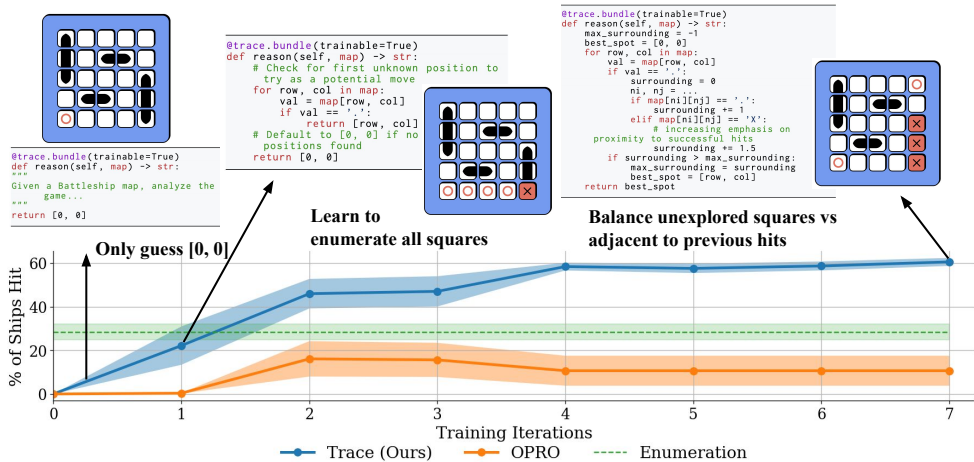 @trace.bundle(trainable=True)
def reason(self, map) -> str:
"""
Given a Battleship map, analyze the
game...
"""
return [0, 0]
@trace.bundle(trainable=True)
def reason(self, map) -> str:
# Check for first unknown position to
try as a potential move
for row, col in map:
val = map[row, col]
if val == '.':
return [row, col]
# Default to [0, 0] if no
positions found
return [0, 0]
@trace.bundle(trainable=True)
def reason(self, map) -> str:
max_surrounding = -1
best_spot = [0, 0]
for row, col in map:
val = map[row, col]
if val == '.':
surrounding = 0
ni, nj = ...
if map[ni][nj] == '.':
surrounding += 1
elif map[ni][nj] == 'X':
# increasing emphasis on
proximity to successful hits
surrounding += 1.5
if surrounding > max_surrounding:
max_surrounding = surrounding
best_spot = [row, col]
return best_spot
Only guess [0, 0]
Learn to
enumerate all squares
Balance unexplored squares vs
adjacent to previous hits
% of Ships Hit
60
40
20
0
0 1 2 3 4 5 6 7
Training Iterations
Trace (Ours) OPRO Enumeration